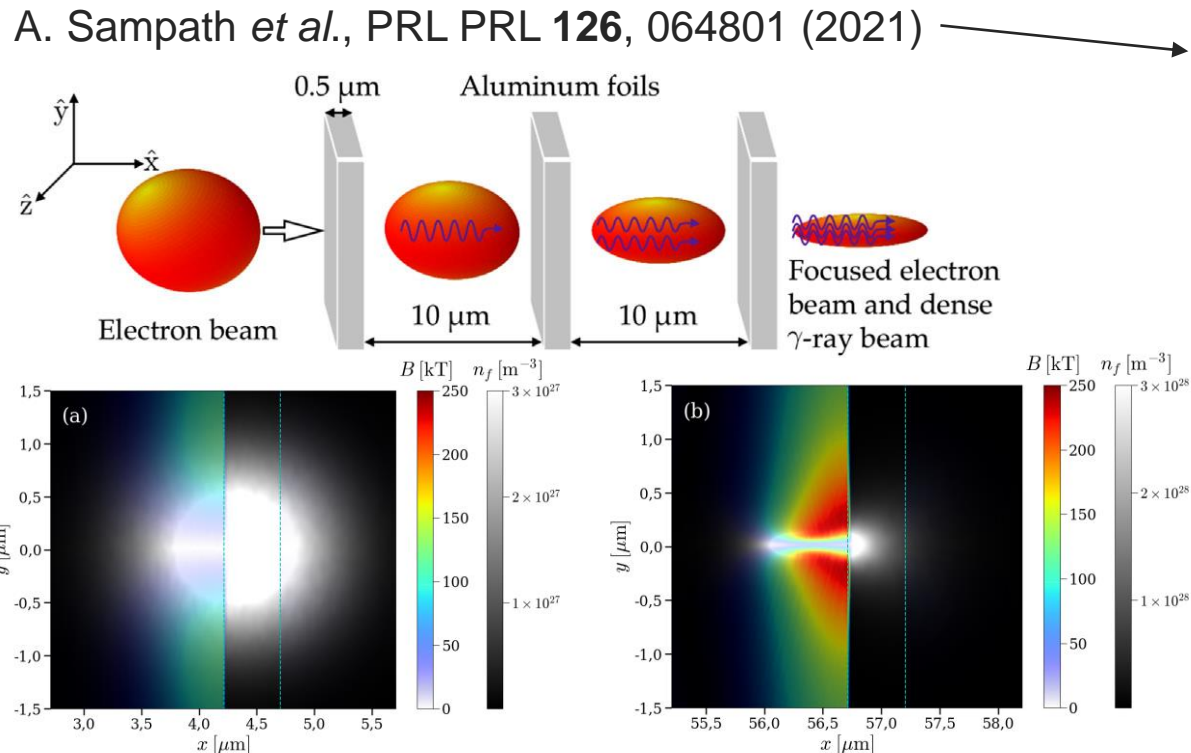 A. Sampath et al., PRL PRL 126, 064801 (2021)
0.5 μm
Aluminum foils
ŷ
x̂
ẑ
Electron beam
10 μm
10 μm
Focused electron
beam and dense
γ-ray beam
B [kT] n_f [m⁻³]
(a)
1,5
1,0
0,5
0,0
-0,5
-1,0
-1,5
y [μm]
3,0 3,5 4,0 4,5 5,0 5,5
x [μm]
250
200
150
100
50
0
3 × 10²⁷
2 × 10²⁷
1 × 10²⁷
B [kT] n_f [m⁻³]
(b)
1,5
1,0
0,5
0,0
-0,5
-1,0
-1,5
y [μm]
55,5 56,0 56,5 57,0 57,5 58,0
x [μm]
250
200
150
100
50
0
3 × 10²⁸
2 × 10²⁸
1 × 10²⁸